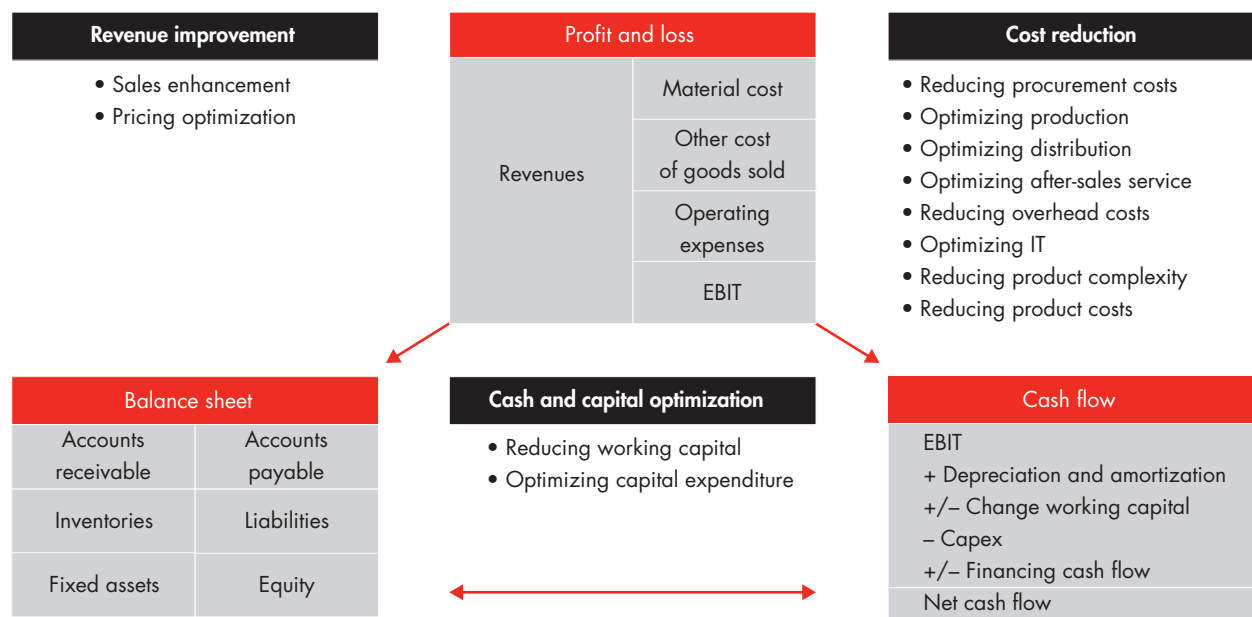 Revenue improvement
• Sales enhancement
• Pricing optimization
Profit and loss
Revenues
Material cost
Other cost
of goods sold
Operating
expenses
EBIT
Cost reduction
• Reducing procurement costs
• Optimizing production
• Optimizing distribution
• Optimizing after-sales service
• Reducing overhead costs
• Optimizing IT
• Reducing product complexity
• Reducing product costs
Balance sheet
Accounts
receivable
Accounts
payable
Inventories
Liabilities
Fixed assets
Equity
Cash and capital optimization
• Reducing working capital
• Optimizing capital expenditure
Cash flow
EBIT
+ Depreciation and amortization
+/– Change working capital
– Capex
+/– Financing cash flow
Net cash flow